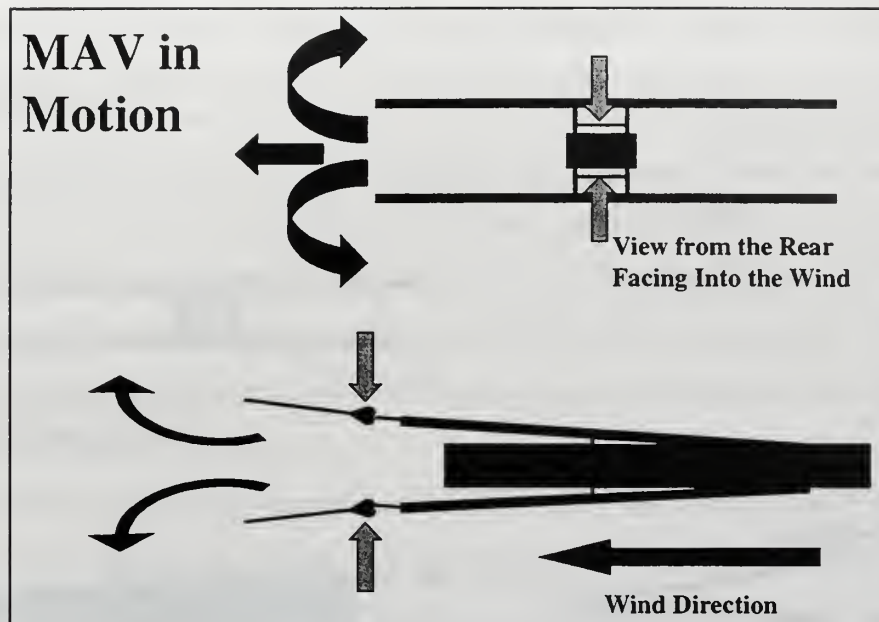 MAV in
Motion
View from the Rear
Facing Into the Wind
Wind Direction